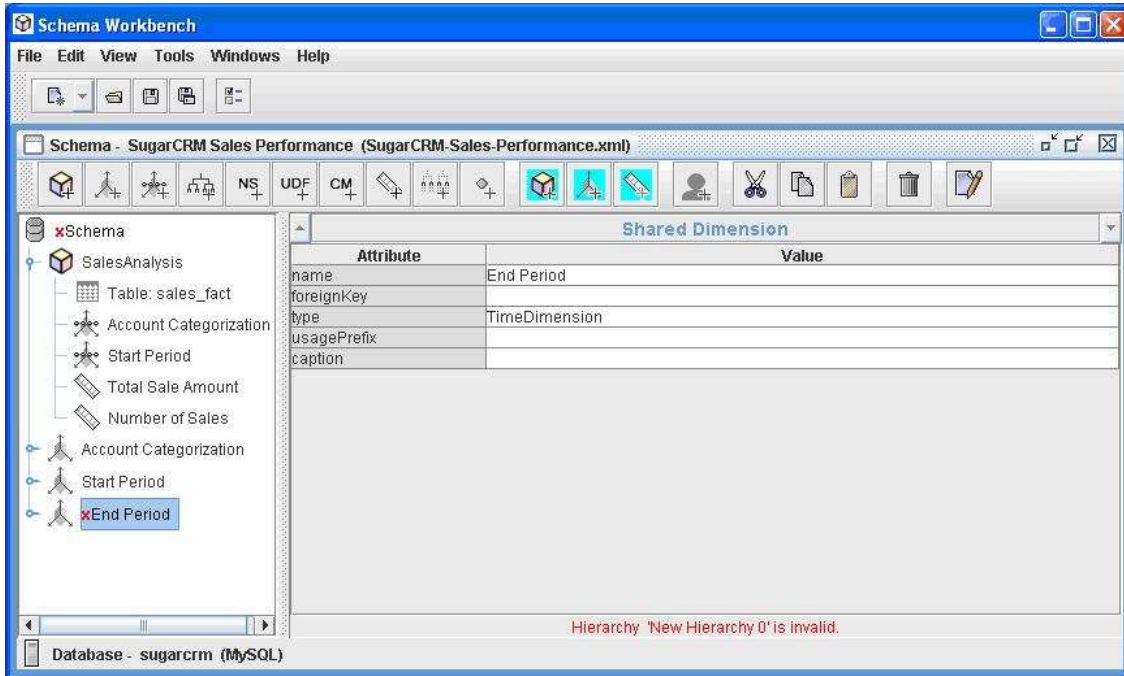 Schema Workbench
File Edit View Tools Windows Help
Schema - SugarCRM Sales Performance (SugarCRM-Sales-Performance.xml)
NS UDF CM
xSchema
SalesAnalysis
Table: sales_fact
Account Categorization
Start Period
Total Sale Amount
Number of Sales
Account Categorization
Start Period
xEnd Period
Shared Dimension
Attribute Value
name End Period
foreignKey
type TimeDimension
usagePrefix
caption
Hierarchy 'New Hierarchy 0' is invalid.
Database - sugarcrm (MySQL)